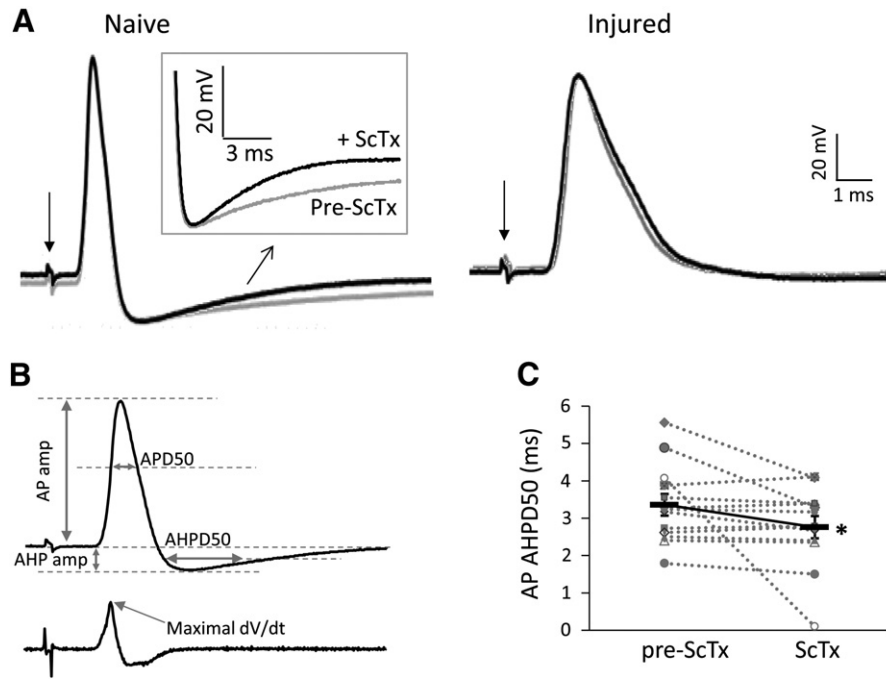 A
Naive
Injured
20 mV
3 ms
+ ScTx
Pre-ScTx
20 mV
1 ms
B
AP amp
APD50
AHPD50
AHP amp
Maximal dV/dt
C
AP AHPD50 (ms)
6
5
4
3
2
1
0
*
pre-ScTx
ScTx